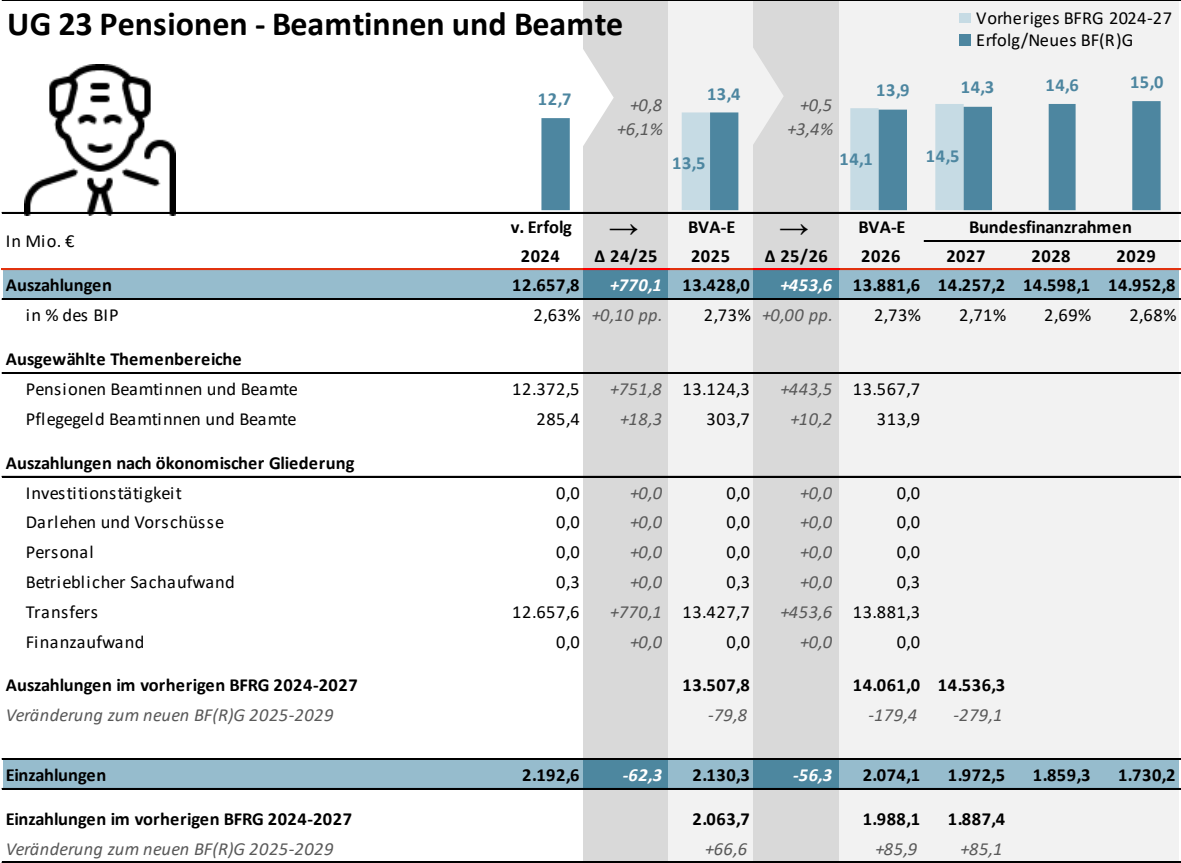 UG 23 Pensionen - Beamtinnen und Beamte
Vorheriges BFRG 2024-27
Erfolg/Neues BF(R)G
12,7 +0,8 +6,1% 13,5 13,4 +0,5 +3,4% 14,1 13,9 14,5 14,3 14,6 15,0
In Mio. €
v. Erfolg → BVA-E → BVA-E Bundesfinanzrahmen
2024 Δ 24/25 2025 Δ 25/26 2026 2027 2028 2029
Auszahlungen 12.657,8 +770,1 13.428,0 +453,6 13.881,6 14.257,2 14.598,1 14.952,8
in % des BIP 2,63% +0,10 pp. 2,73% +0,00 pp. 2,73% 2,71% 2,69% 2,68%
Ausgewählte Themenbereiche
Pensionen Beamtinnen und Beamte 12.372,5 +751,8 13.124,3 +443,5 13.567,7
Pflegegeld Beamtinnen und Beamte 285,4 +18,3 303,7 +10,2 313,9
Auszahlungen nach ökonomischer Gliederung
Investitionstätigkeit 0,0 +0,0 0,0 +0,0 0,0
Darlehen und Vorschüsse 0,0 +0,0 0,0 +0,0 0,0
Personal 0,0 +0,0 0,0 +0,0 0,0
Betrieblicher Sachaufwand 0,3 +0,0 0,3 +0,0 0,3
Transfers 12.657,6 +770,1 13.427,7 +453,6 13.881,3
Finanzaufwand 0,0 +0,0 0,0 +0,0 0,0
Auszahlungen im vorherigen BFRG 2024-2027 13.507,8 14.061,0 14.536,3
Veränderung zum neuen BF(R)G 2025-2029 -79,8 -179,4 -279,1
Einzahlungen 2.192,6 -62,3 2.130,3 -56,3 2.074,1 1.972,5 1.859,3 1.730,2
Einzahlungen im vorherigen BFRG 2024-2027 2.063,7 1.988,1 1.887,4
Veränderung zum neuen BF(R)G 2025-2029 +66,6 +85,9 +85,1